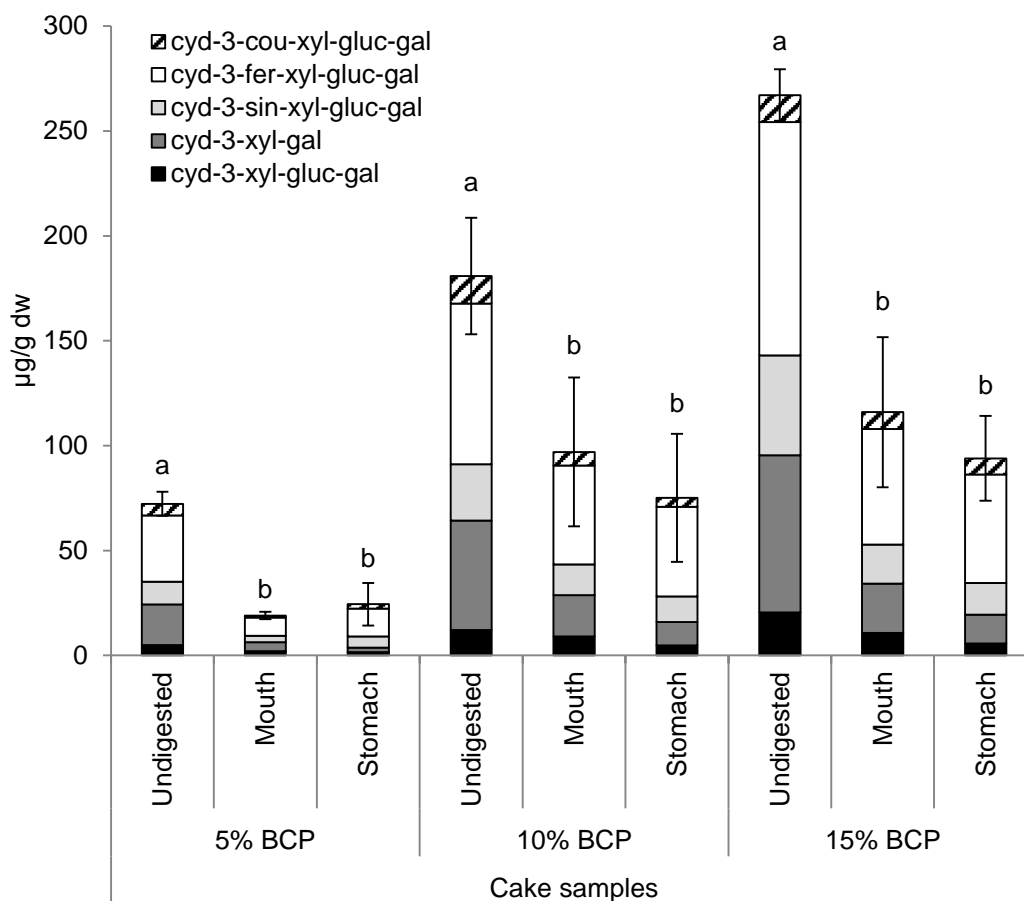 300
250
200
150
100
50
0
µg/g dw
cyd-3-cou-xyl-gluc-gal
cyd-3-fer-xyl-gluc-gal
cyd-3-sin-xyl-gluc-gal
cyd-3-xyl-gal
cyd-3-xyl-gluc-gal
a
b
b
a
b
b
a
b
b
Undigested
Mouth
Stomach
Undigested
Mouth
Stomach
Undigested
Mouth
Stomach
5% BCP
10% BCP
15% BCP
Cake samples